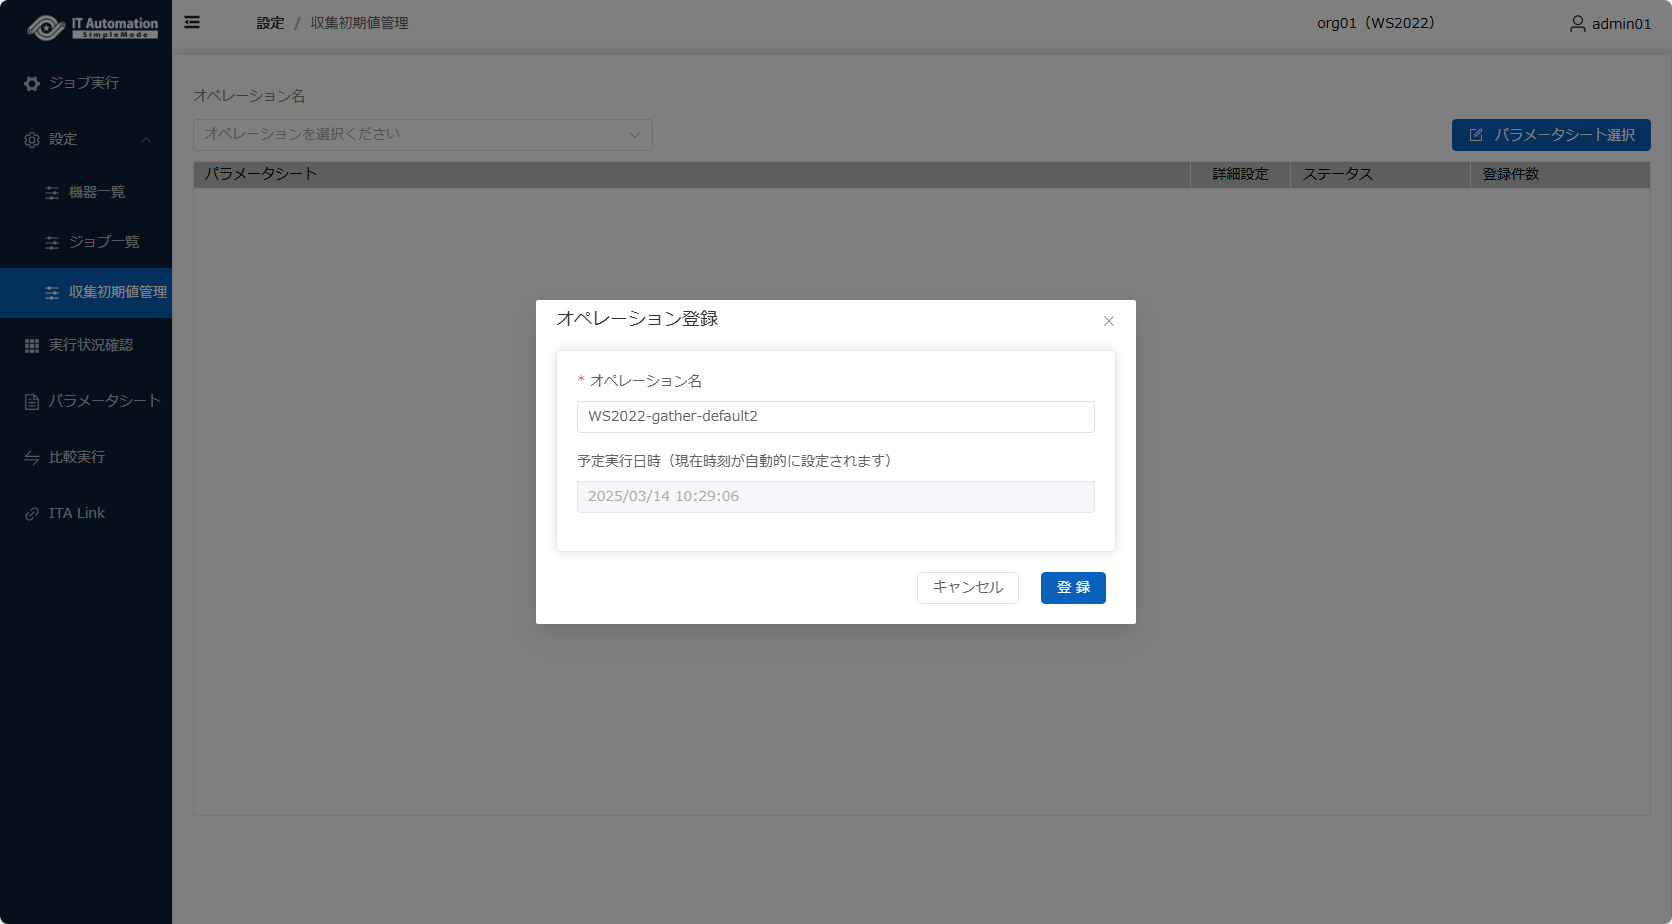 IT Automation
SimpleMode
設定 / 収集初期値管理
org01（WS2022）
admin01
ジョブ実行
設定
機器一覧
ジョブ一覧
収集初期値管理
実行状況確認
パラメータシート
比較実行
ITA Link
オペレーション名
オペレーションを選択ください
パラメータシート選択
パラメータシート 詳細設定 ステータス 登録件数
オペレーション登録
* オペレーション名
WS2022-gather-default2
予定実行日時（現在時刻が自動的に設定されます）
2025/03/14 10:29:06
キャンセル
登 録